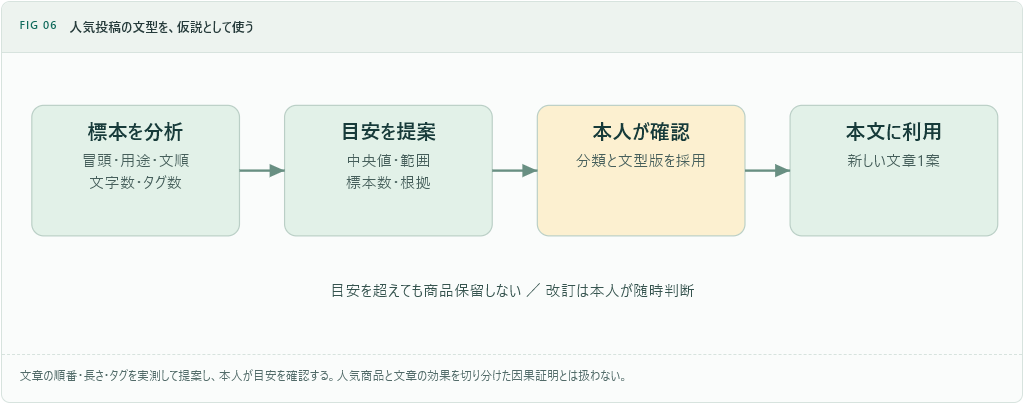 FIG 06 人気投稿の文型を、仮説として使う
標本を分析
冒頭・用途・文順
文字数・タグ数
目安を提案
中央値・範囲
標本数・根拠
本人が確認
分類と文型版を採用
本文に利用
新しい文章1案
目安を超えても商品保留しない ／ 改訂は本人が随時判断
文章の順番・長さ・タグを実測して提案し、本人が目安を確認する。人気商品と文章の効果を切り分けた因果証明とは扱わない。